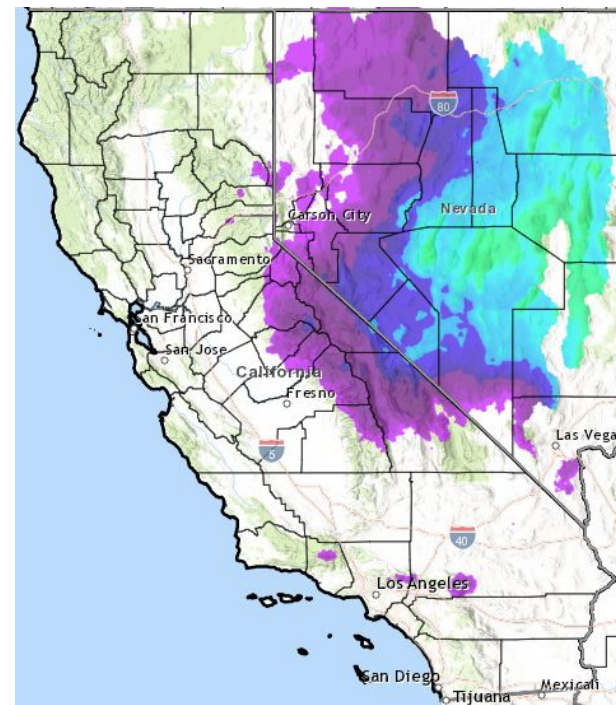 80
Nevada
Carson City
Sacramento
San Francisco
San Jose
California
Fresno
5
Las Vega
40
Los Angeles
San Diego
Tijuana
Mexicali